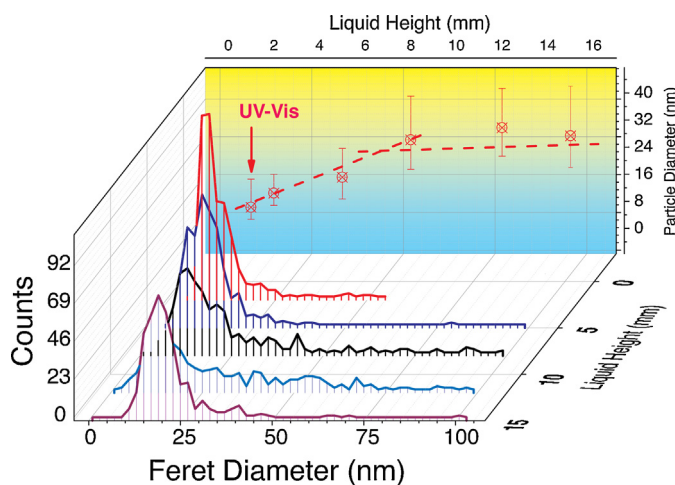 Liquid Height (mm)
0 2 4 6 8 10 12 14 16
UV-Vis
40
32
24
16
8
0
Particle Diameter (nm)
92
69
46
23
0
Counts
0
5
10
15
Liquid Height (mm)
0 25 50 75 100
Feret Diameter (nm)